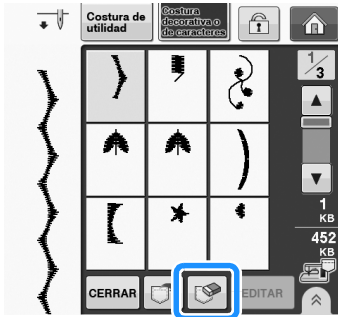 Costura de
utilidad
Costura
decorativa o
de caracteres
1/3
1
KB
452
KB
CERRAR
EDITAR